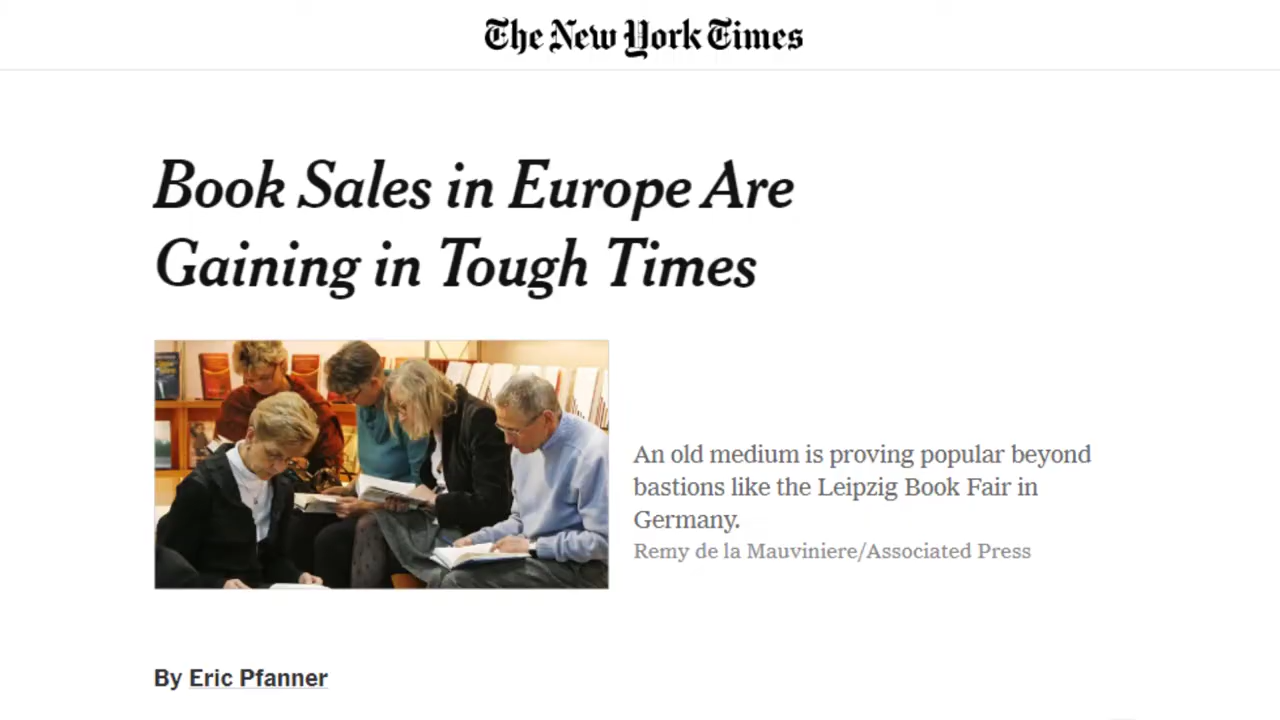 The New York Times
Book Sales in Europe Are
Gaining in Tough Times
An old medium is proving popular beyond
bastions like the Leipzig Book Fair in
Germany.
Remy de la Mauviniere/Associated Press
By Eric Pfanner